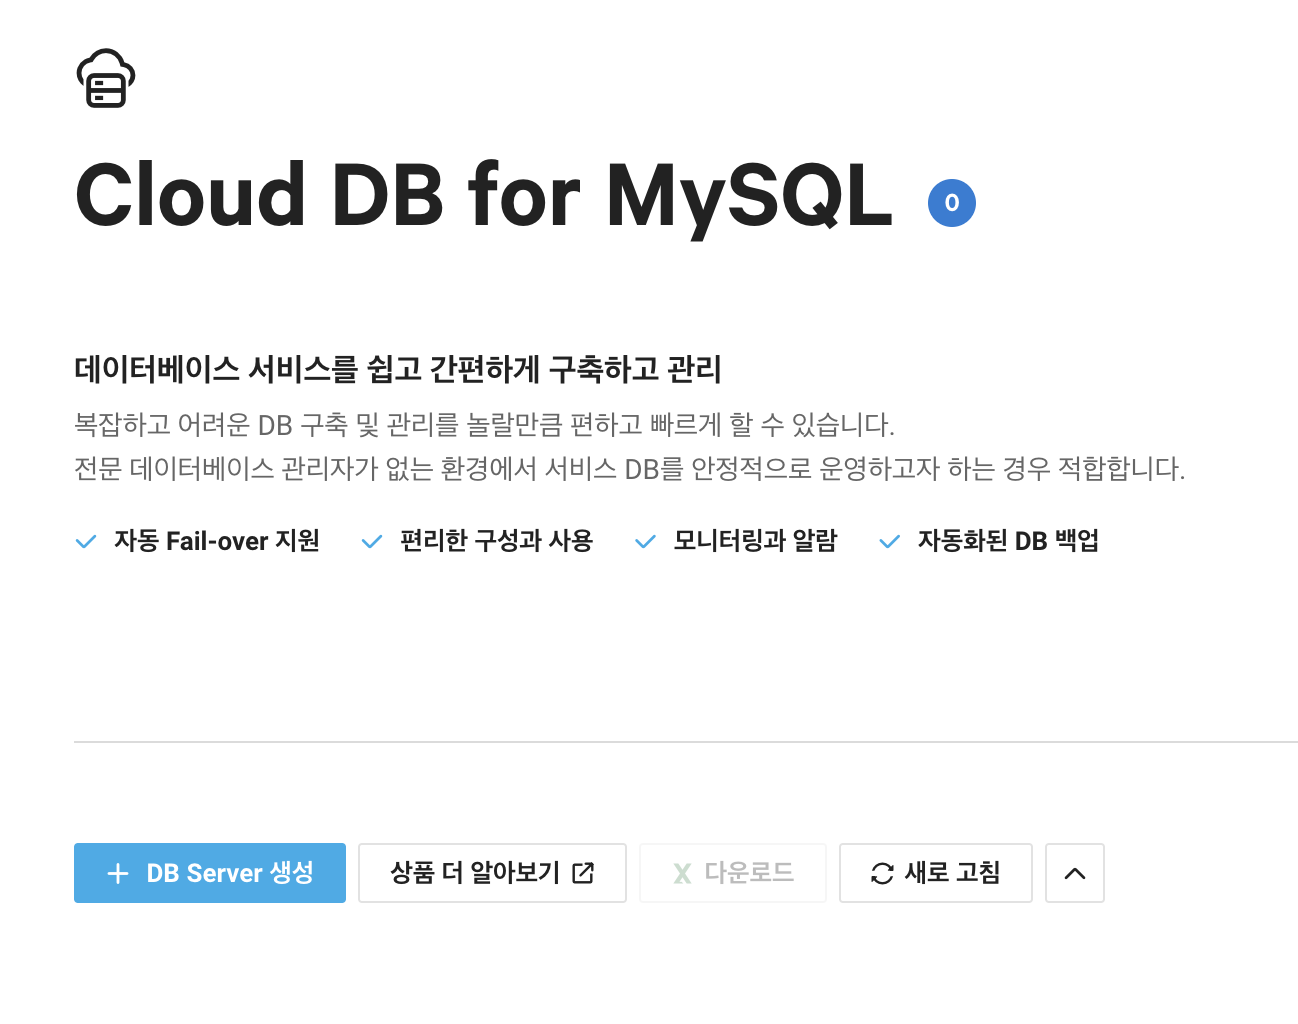 Cloud DB for MySQL 0
데이터베이스 서비스를 쉽고 간편하게 구축하고 관리
복잡하고 어려운 DB 구축 및 관리를 놀랄만큼 편하고 빠르게 할 수 있습니다.
전문 데이터베이스 관리자가 없는 환경에서 서비스 DB를 안정적으로 운영하고자 하는 경우 적합합니다.
자동 Fail-over 지원 편리한 구성과 사용 모니터링과 알람 자동화된 DB 백업
DB Server 생성 상품 더 알아보기 다운로드 새로 고침